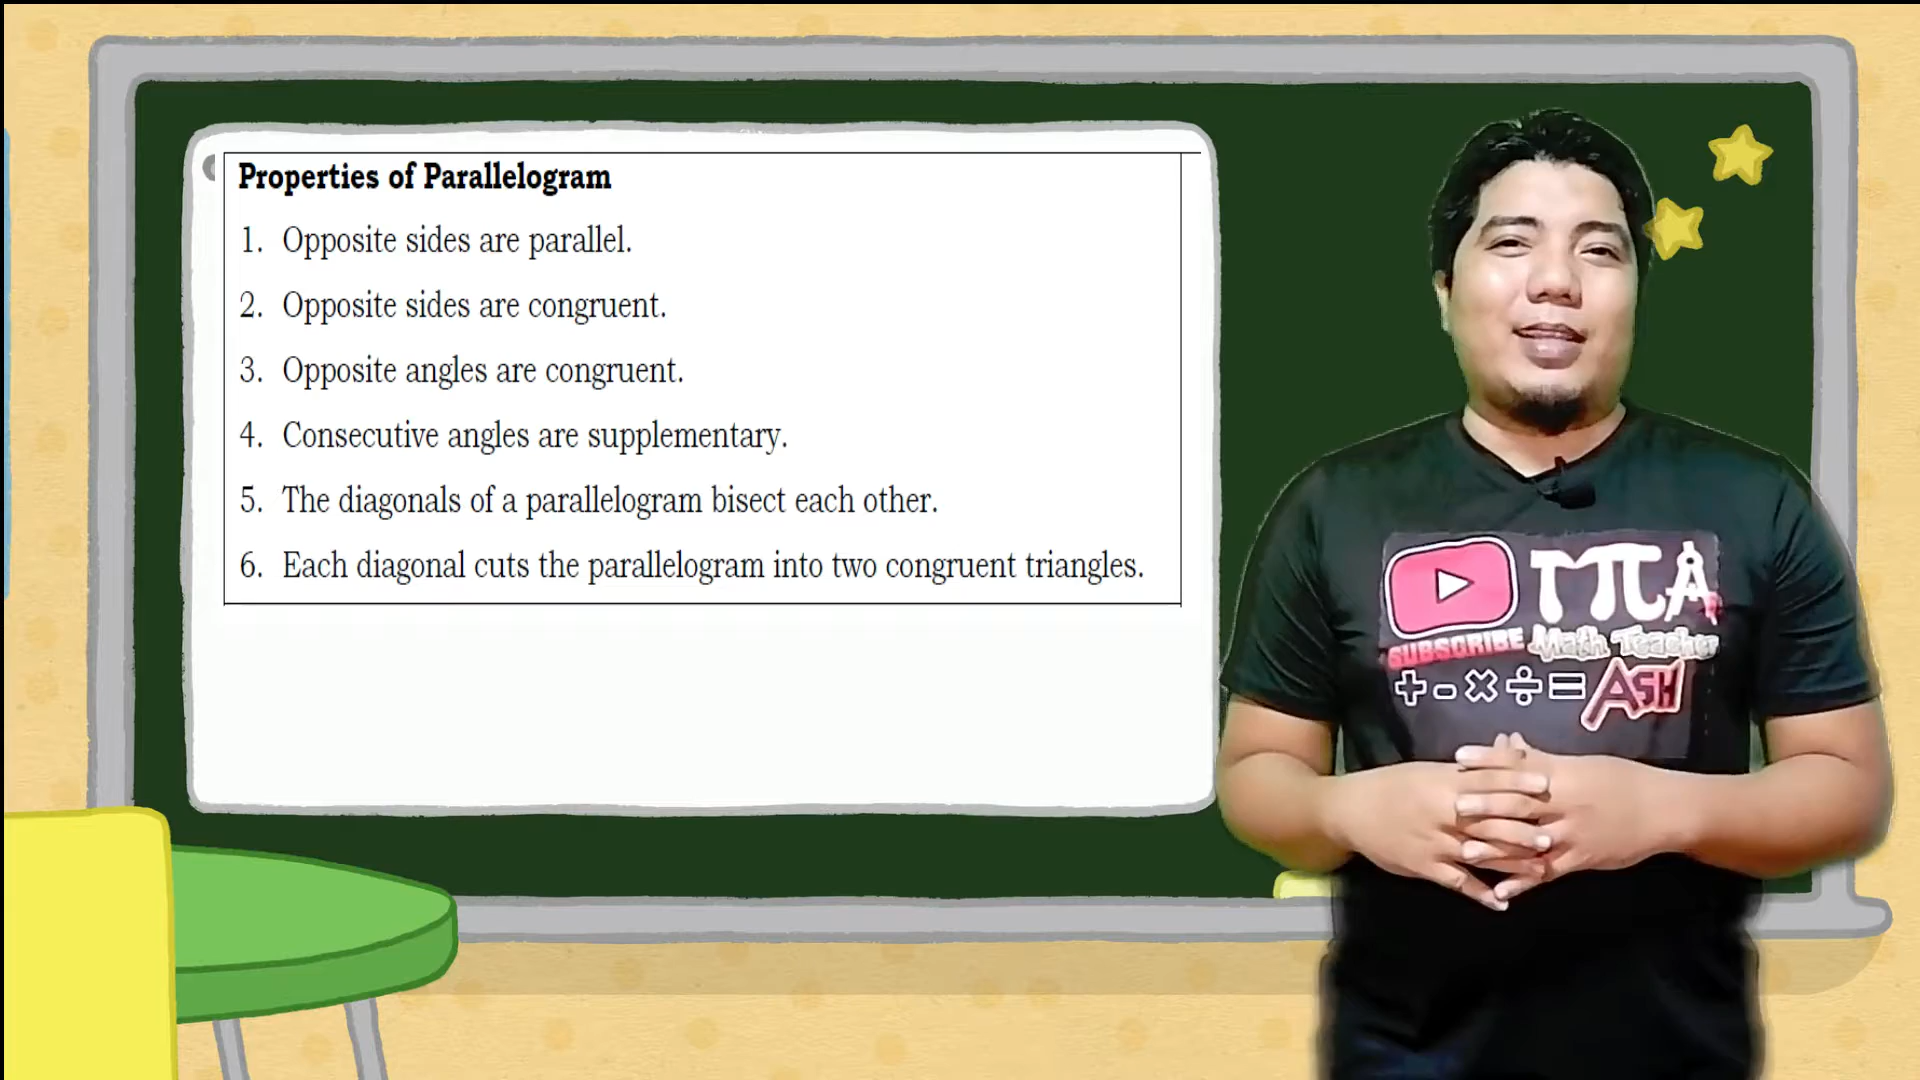 Properties of Parallelogram
1. Opposite sides are parallel.
2. Opposite sides are congruent.
3. Opposite angles are congruent.
4. Consecutive angles are supplementary.
5. The diagonals of a parallelogram bisect each other.
6. Each diagonal cuts the parallelogram into two congruent triangles.
SUBSCRIBE Math Teacher
+ - × ÷ = ASH